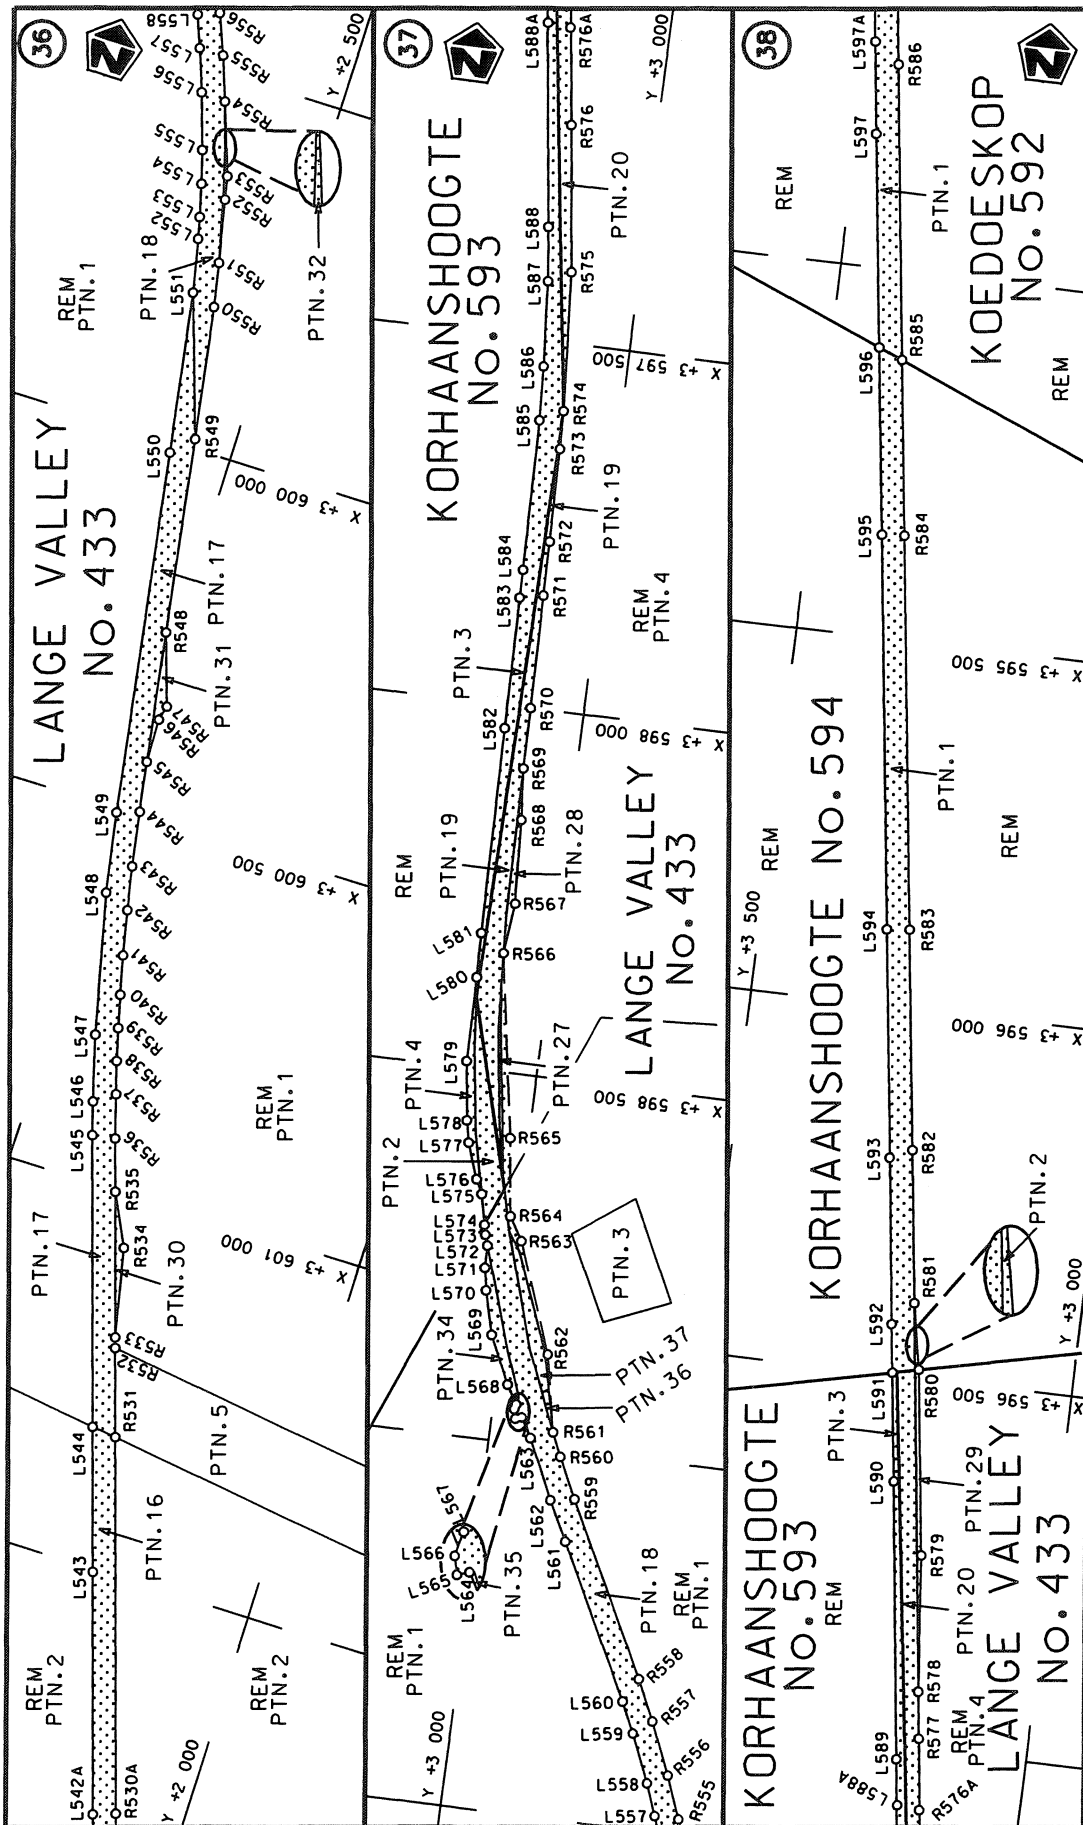 36
N
L558
L557
L556
L555
L554
L553
L552
L551
L550
L549
L548
L547
L546
L545
L544
L543
L542A
R556
R555
R554
R553
R552
R551
R550
R549
R548
R547
R546
R545
R544
R543
R542
R541
R540
R539
R538
R537
R536
R535
R534
R533
R532
R531
R530A
Y +2 500
Y +2 000
X +3 600 000
X +3 600 500
X +3 601 000
REM
PTN.1
PTN.18
PTN.32
LANGE VALLEY
No.433
PTN.17
PTN.31
REM
PTN.1
PTN.17
PTN.30
PTN.5
PTN.16
REM
PTN.2
REM
PTN.2
37
N
L588A
L588
L587
L586
L585
L584
L583
L582
L581
L580
L579
L578
L577
L576
L575
L574
L573
L572
L571
L570
L569
L568
L567
L566
L565
L564
L563
L562
L561
L560
L559
L558
L557
R576A
R576
R575
R574
R573
R572
R571
R570
R569
R568
R567
R566
R565
R564
R563
R562
R561
R560
R559
R558
R557
R556
R555
Y +3 000
Y +3 000
X +3 597 500
X +3 598 000
X +3 598 500
KORHAANSHOOGTE
No.593
PTN.20
PTN.19
PTN.3
REM
PTN.4
REM
PTN.19
PTN.28
LANGE VALLEY
No.433
PTN.4
PTN.27
PTN.2
PTN.3
PTN.34
PTN.37
PTN.36
PTN.35
PTN.18
REM
PTN.1
REM
PTN.1
38
N
L597A
L597
L596
L595
L594
L593
L592
L591
L590
L589
L588A
R586
R585
R584
R583
R582
R581
R580
R579
R578
R577
R576A
REM
PTN.1
KOEDOESKOP
No.592
REM
X +3 595 500
KORHAANSHOOGTE No.594
PTN.1
REM
REM
Y +3 500
X +3 596 000
PTN.2
Y +3 000
X +3 596 500
KORHAANSHOOGTE
No.593
PTN.3
REM
PTN.29
PTN.20
REM
PTN.4
LANGE VALLEY
No.433